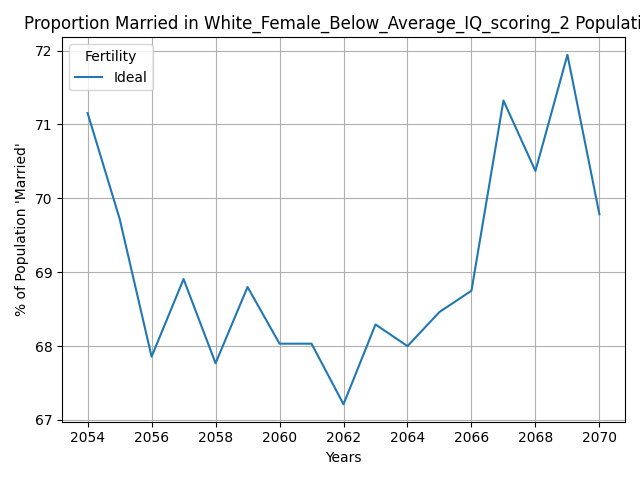 Proportion Married in White_Female_Below_Average_IQ_scoring_2 Populati
Fertility
Ideal
% of Population 'Married'
72
71
70
69
68
67
2054 2056 2058 2060 2062 2064 2066 2068 2070
Years